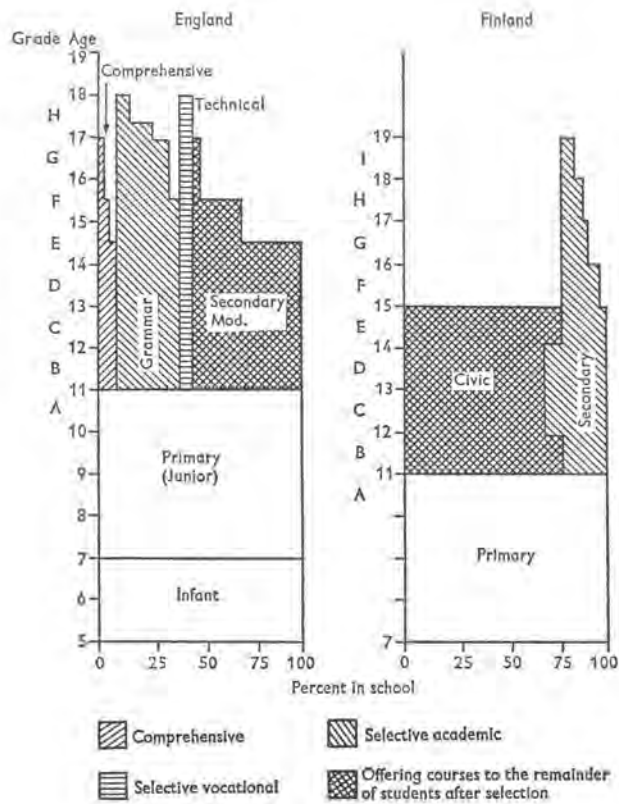 England
Finland
Grade Age
19
Comprehensive
18
Technical
H
17
G
16
F
15
E
14
D
13
C
12
B
11
A
10
9
8
7
6
5
Grammar
Secondary
Mod.
Primary
(Junior)
Infant
0
25
50
75
100
19
I
18
H
17
G
16
F
15
E
14
D
13
C
12
B
11
A
7
Civic
Secondary
Primary
0
25
50
75
100
Percent in school
Comprehensive
Selective academic
Selective vocational
Offering courses to the remainder
of students after selection